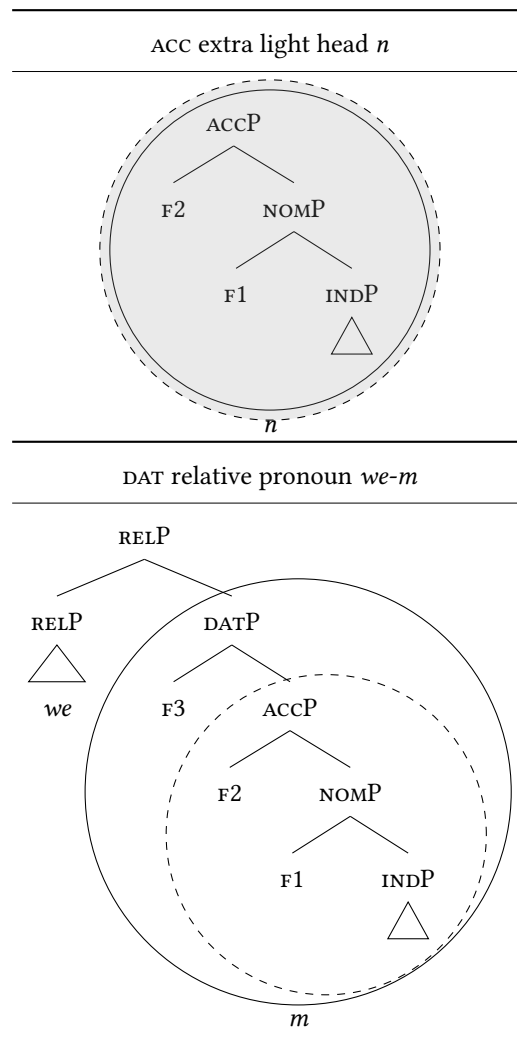 ACC extra light head n
ACCP
F2 NOMP
F1 INDP
n
DAT relative pronoun we-m
RELP
RELP DATP
we F3 ACCP
F2 NOMP
F1 INDP
m